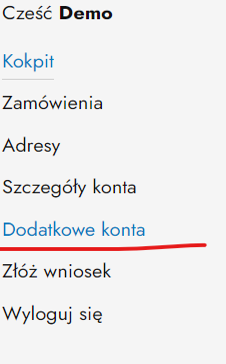 Cześć Demo
Kokpit
Zamówienia
Adresy
Szczegóły konta
Dodatkowe konta
Złóż wniosek
Wyloguj się